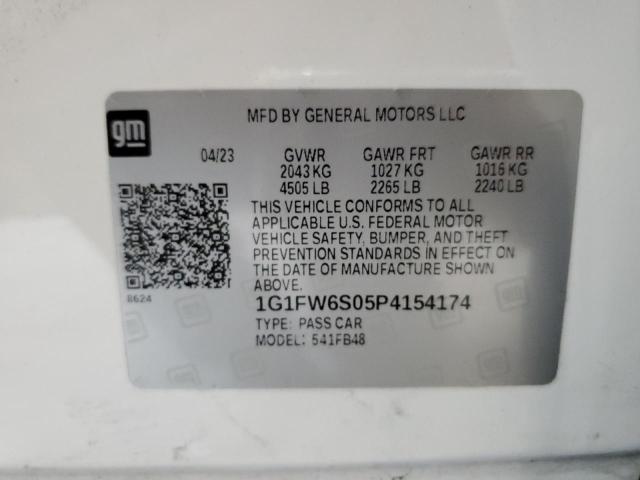 gm
MFD BY GENERAL MOTORS LLC
04/23 GVWR GAWR FRT GAWR RR
2043 KG 1027 KG 1016 KG
4505 LB 2265 LB 2240 LB
THIS VEHICLE CONFORMS TO ALL
APPLICABLE U.S. FEDERAL MOTOR
VEHICLE SAFETY, BUMPER, AND THEFT
PREVENTION STANDARDS IN EFFECT ON
THE DATE OF MANUFACTURE SHOWN
ABOVE.
8624
1G1FW6S05P4154174
TYPE: PASS CAR
MODEL: 541FB48